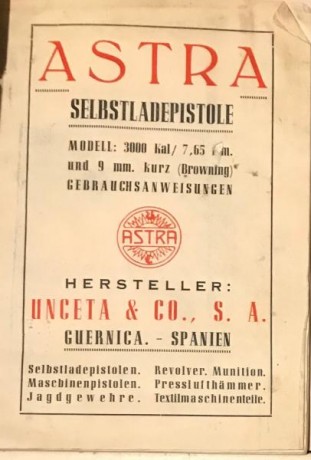 ASTRA
SELBSTLADEPISTOLE
MODELL: 3000 Kal/ 7,65 m.
und 9 mm. kurz (Browning)
GEBRAUCHSANWEISUNGEN
ASTRA
HERSTELLER:
UNCETA & CO., S. A.
GUERNICA. - SPANIEN
Selbstladepistolen. Revolver. Munition.
Maschinenpistolen. Presslufthämmer.
Jagdgewehre. Textilmaschinenteile.